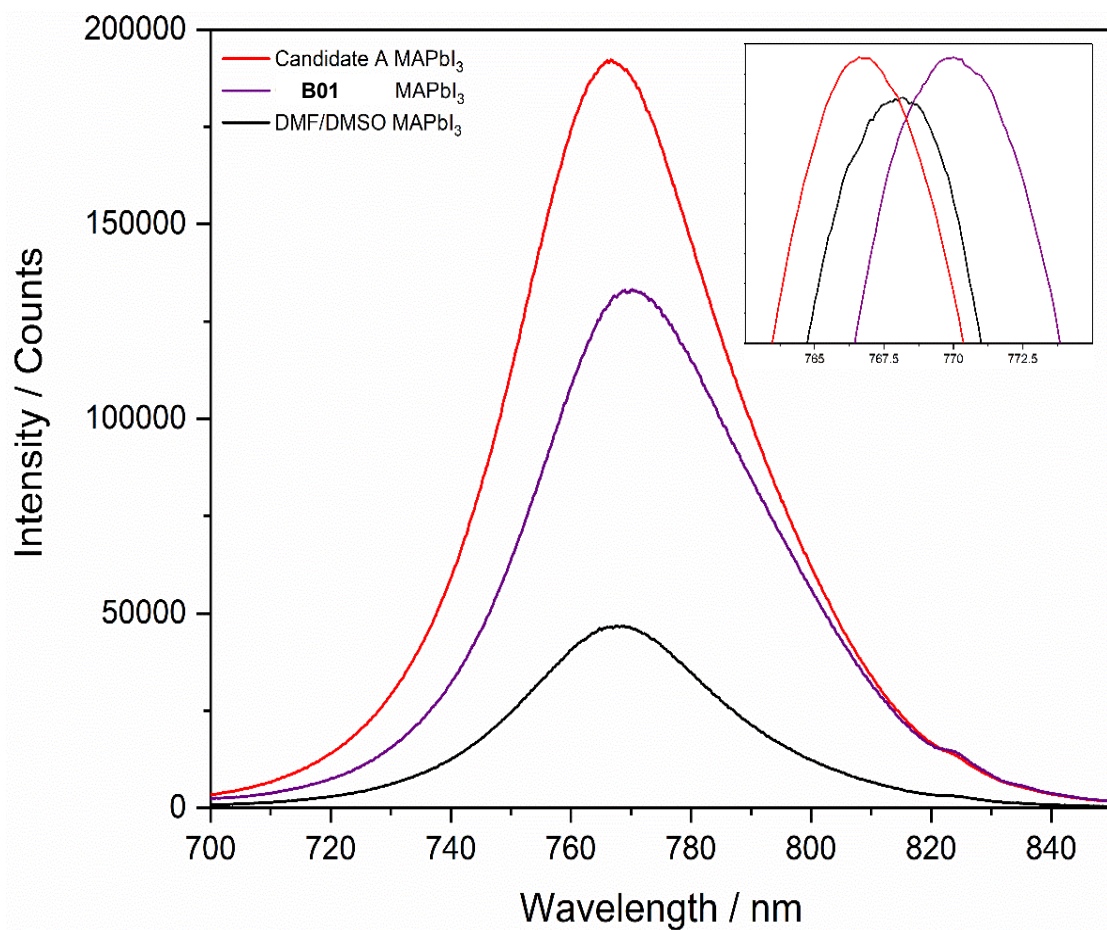 200000
150000
100000
50000
0
Intensity / Counts
Candidate A MAPbI₃
B01 MAPbI₃
DMF/DMSO MAPbI₃
765 767.5 770 772.5
700 720 740 760 780 800 820 840
Wavelength / nm